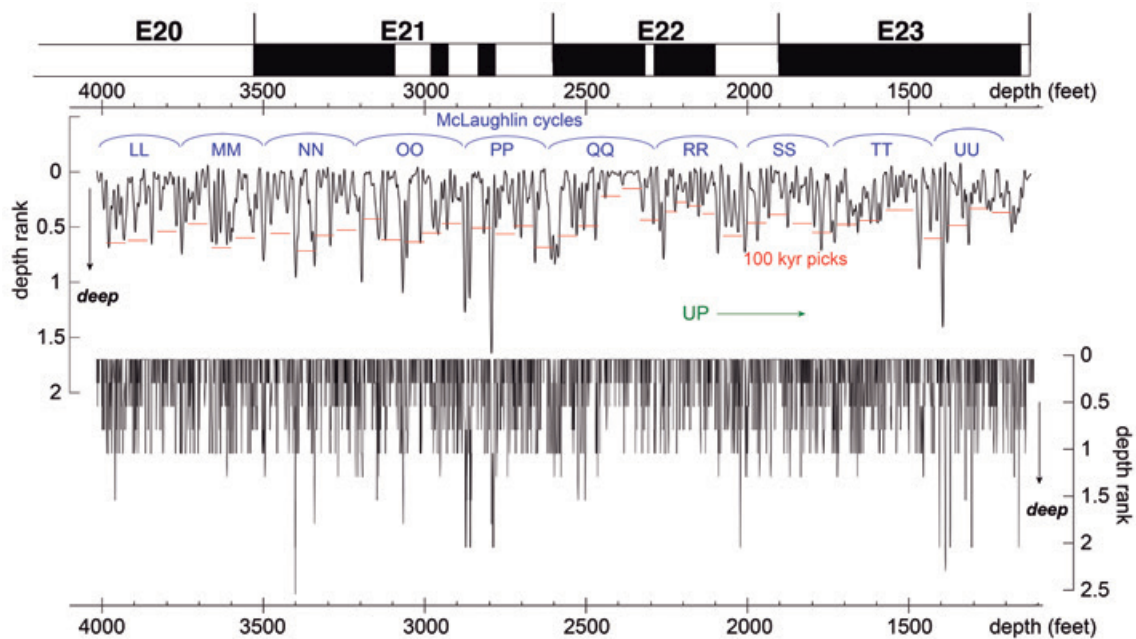 E20 E21 E22 E23
4000 3500 3000 2500 2000 1500 depth (feet)
McLaughlin cycles
LL MM NN OO PP QQ RR SS TT UU
0
0.5
1
1.5
2
depth rank
deep
100 kyr picks
UP
0
0.5
1
1.5
2
2.5
depth rank
deep
4000 3500 3000 2500 2000 1500 depth (feet)